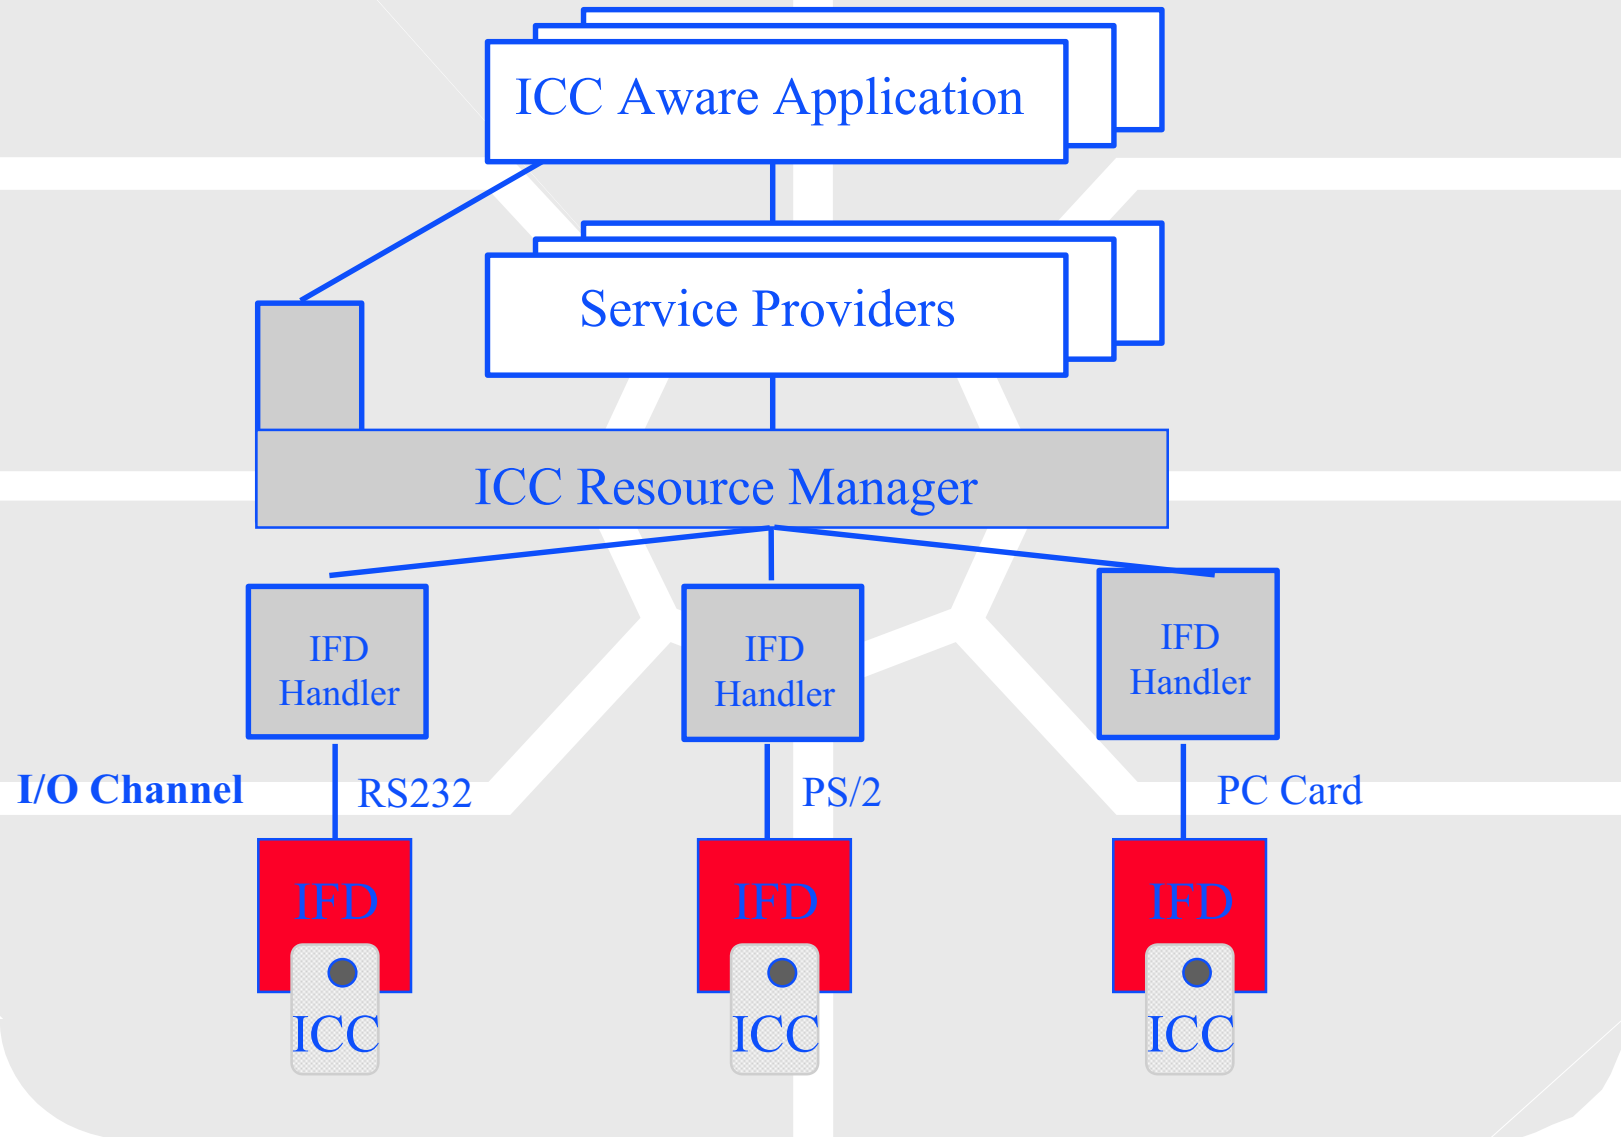 ICC Aware Application
Service Providers
ICC Resource Manager
IFD
Handler
IFD
Handler
IFD
Handler
I/O Channel
RS232
PS/2
PC Card
IFD
IFD
IFD
ICC
ICC
ICC